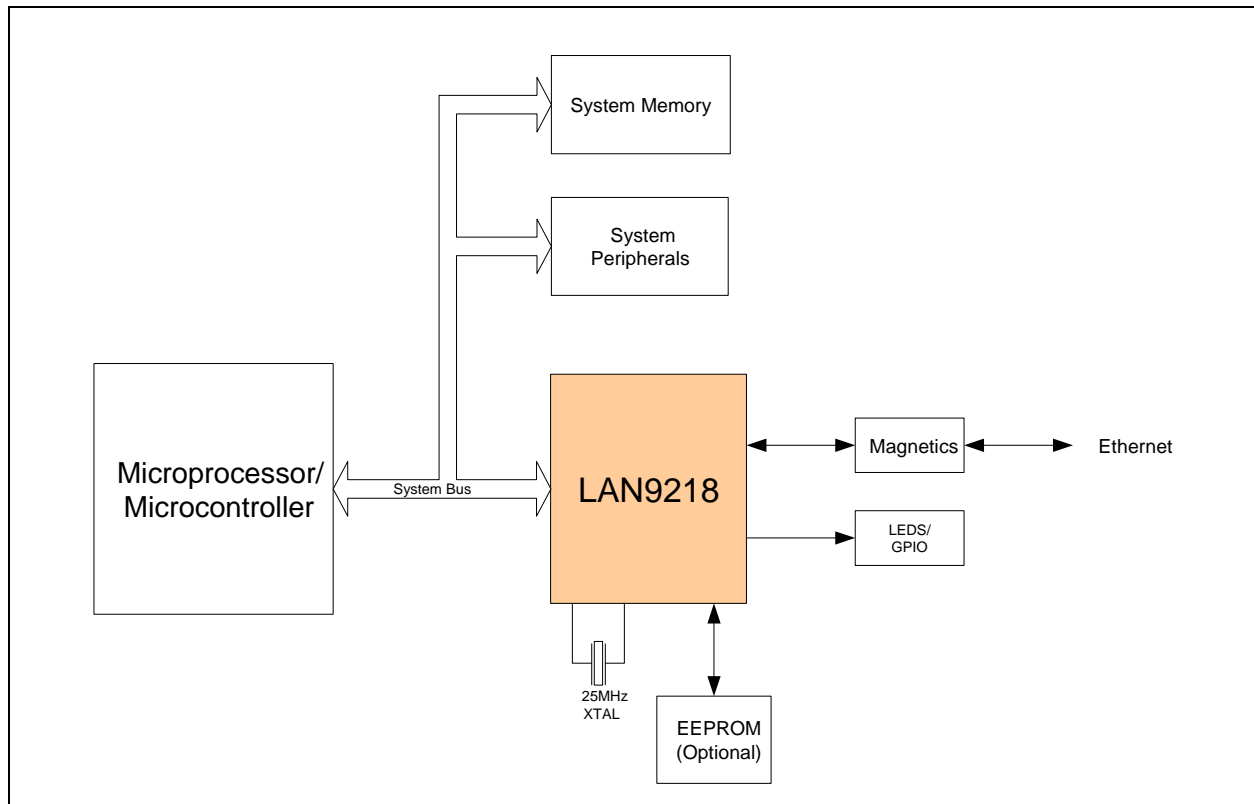 System Memory
System
Peripherals
Microprocessor/
Microcontroller
System Bus
LAN9218
Magnetics
Ethernet
LEDS/
GPIO
25MHz
XTAL
EEPROM
(Optional)